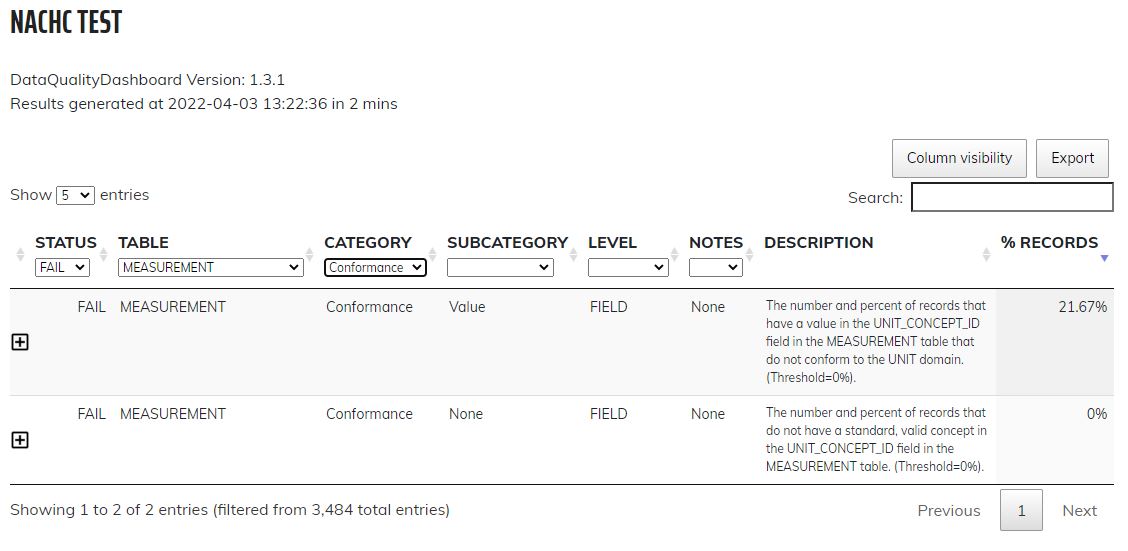 NACHC TEST
DataQualityDashboard Version: 1.3.1
Results generated at 2022-04-03 13:22:36 in 2 mins
Column visibility Export
Show 5 entries Search:
STATUS TABLE CATEGORY SUBCATEGORY LEVEL NOTES DESCRIPTION % RECORDS
FAIL MEASUREMENT Conformance
FAIL MEASUREMENT Conformance Value FIELD None The number and percent of records that 21.67%
have a value in the UNIT_CONCEPT_ID
field in the MEASUREMENT table that
do not conform to the UNIT domain.
(Threshold=0%).
FAIL MEASUREMENT Conformance None FIELD None The number and percent of records that 0%
do not have a standard, valid concept in
the UNIT_CONCEPT_ID field in the
MEASUREMENT table. (Threshold=0%).
Showing 1 to 2 of 2 entries (filtered from 3,484 total entries) Previous 1 Next